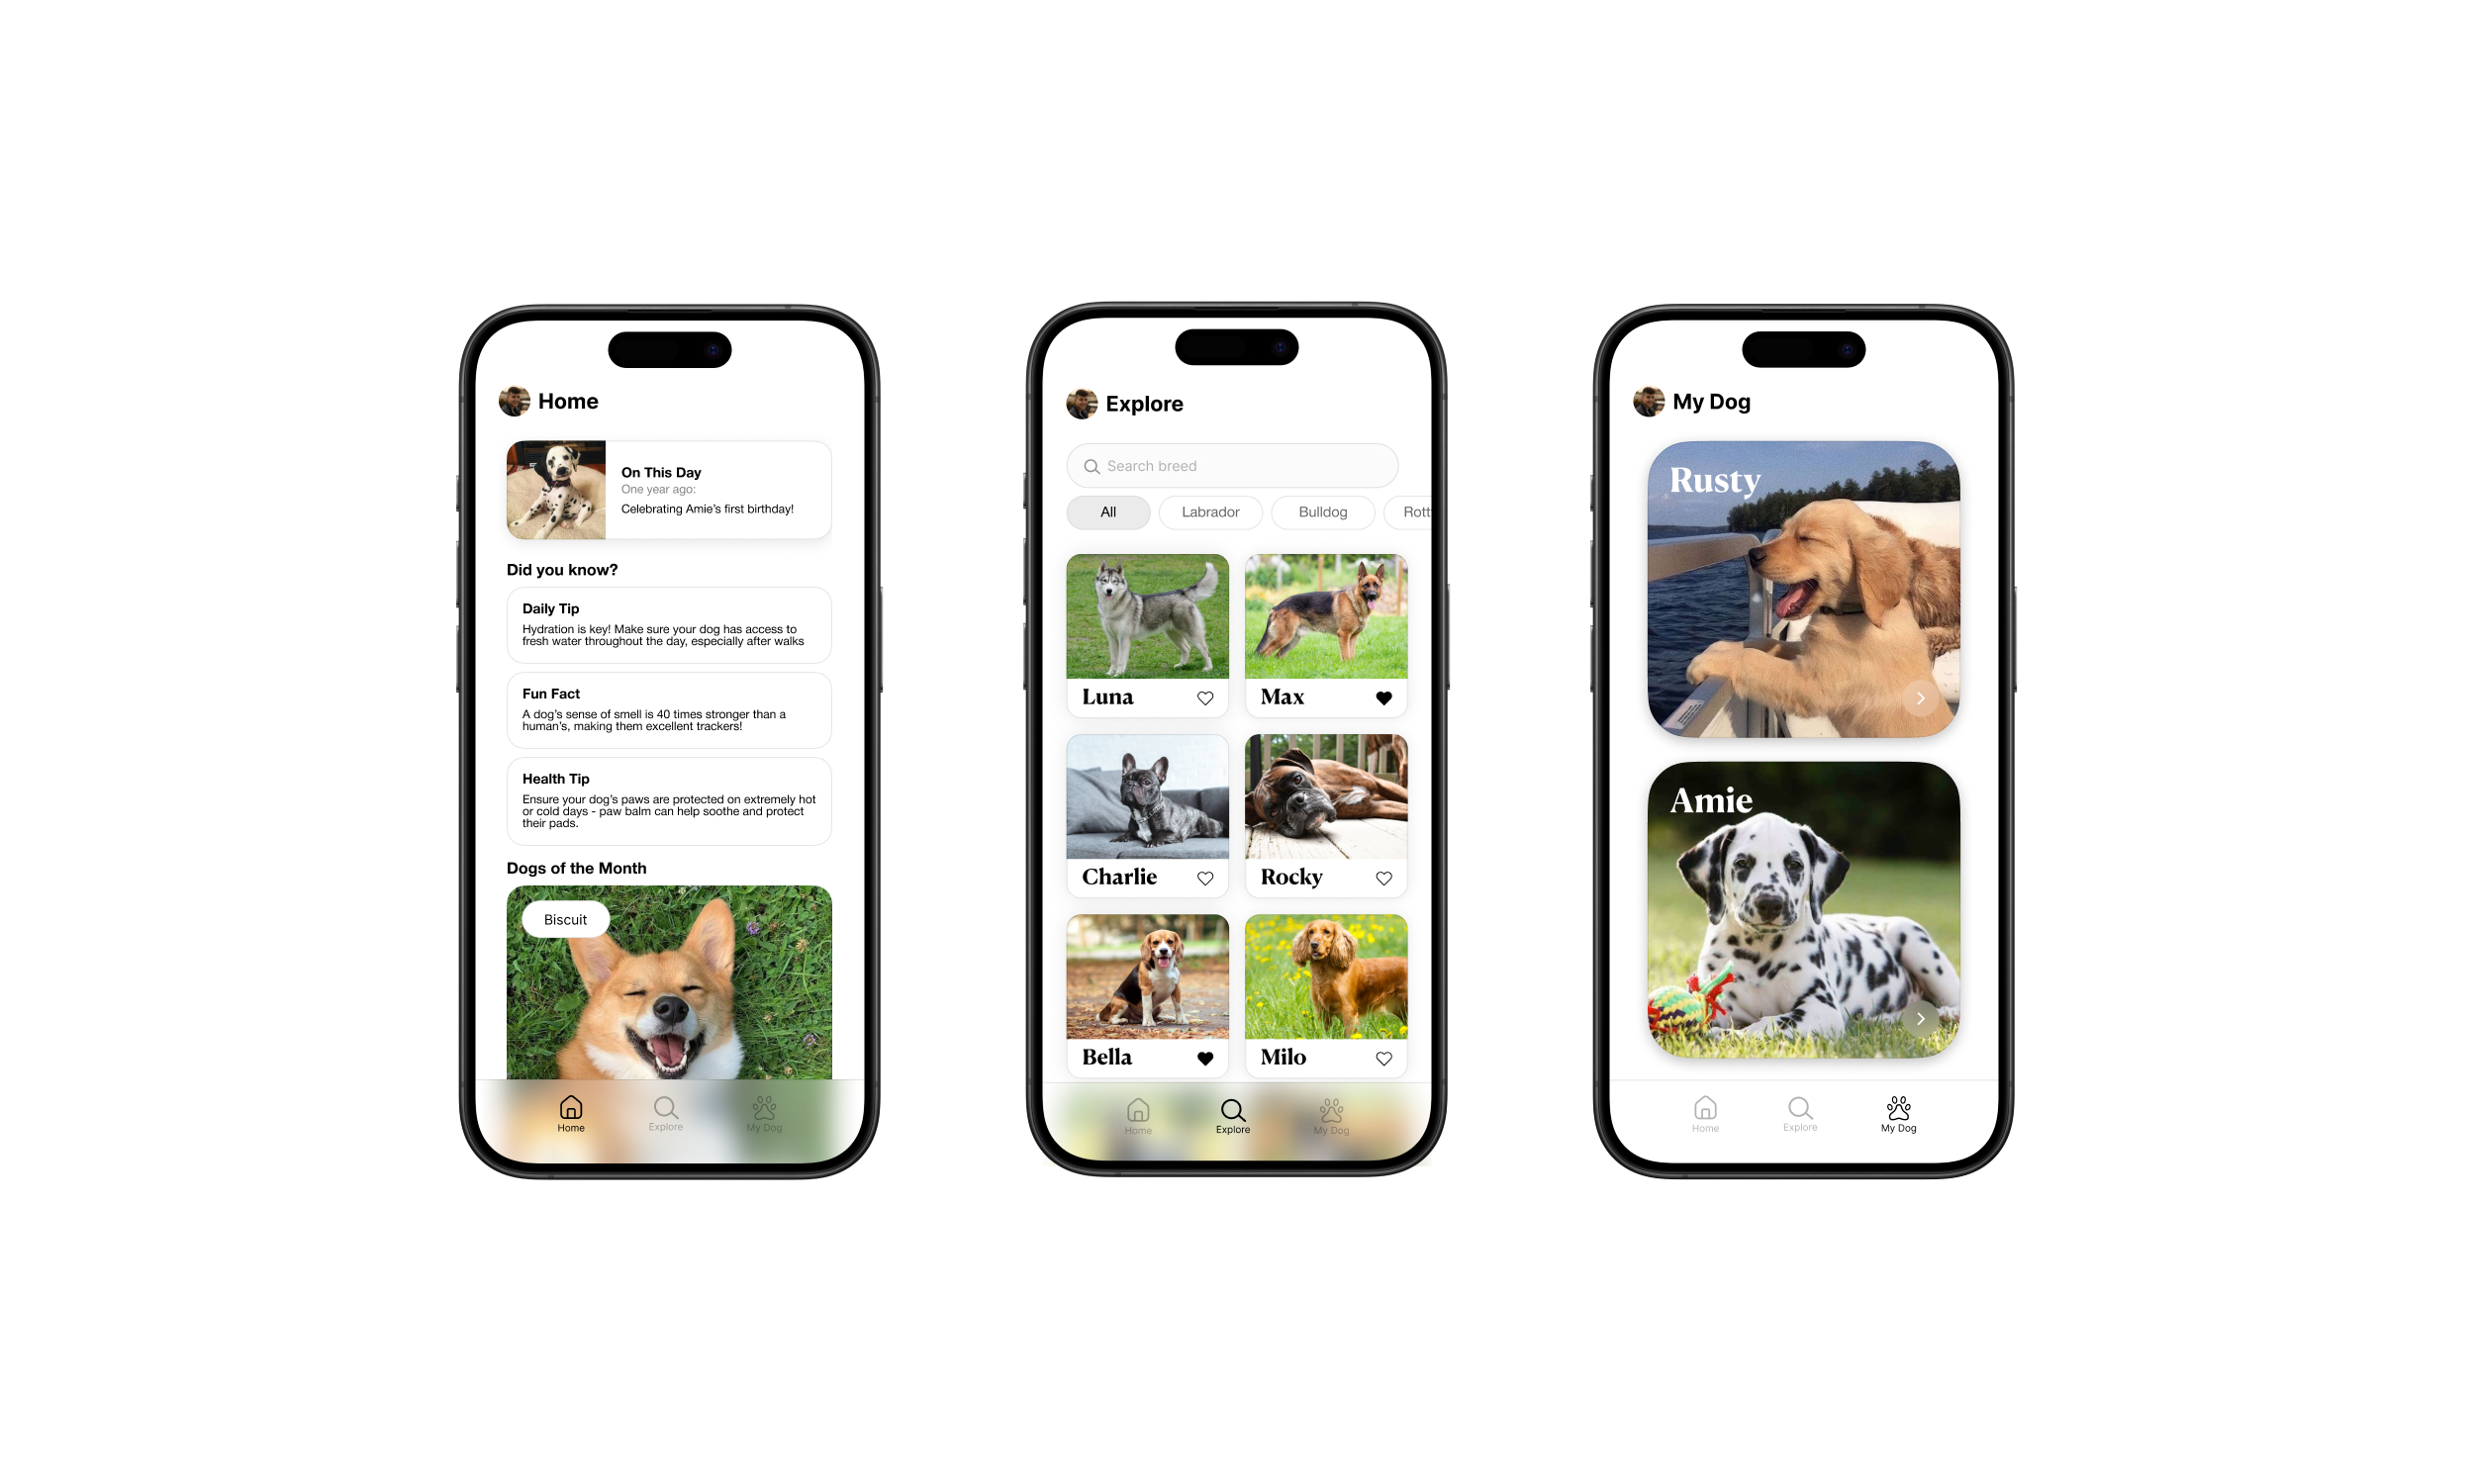 Home
On This Day
One year ago:
Celebrating Amie's first birthday!
Did you know?
Daily Tip
Hydration is key! Make sure your dog has access to
fresh water throughout the day, especially after walks
Fun Fact
A dog's sense of smell is 40 times stronger than a
human's, making them excellent trackers!
Health Tip
Ensure your dog's paws are protected on extremely hot
or cold days - paw balm can help soothe and protect
their pads.
Dogs of the Month
Biscuit
Home
Explore
My Dog
Explore
Search breed
All
Labrador
Bulldog
Rott
Luna
Max
Charlie
Rocky
Bella
Milo
Home
Explore
My Dog
My Dog
Rusty
Amie
Home
Explore
My Dog